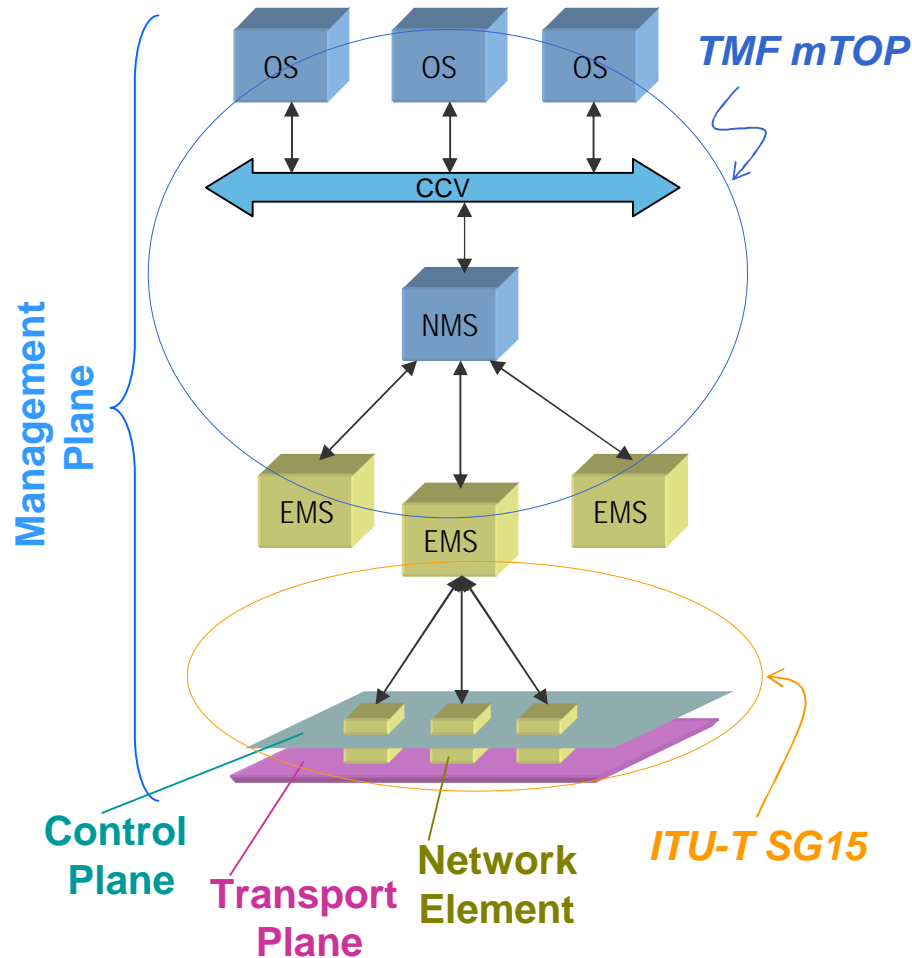 OS
OS
OS
TMF mTOP
CCV
NMS
Management
Plane
EMS
EMS
EMS
Control
Plane
Transport
Plane
Network
Element
ITU-T SG15